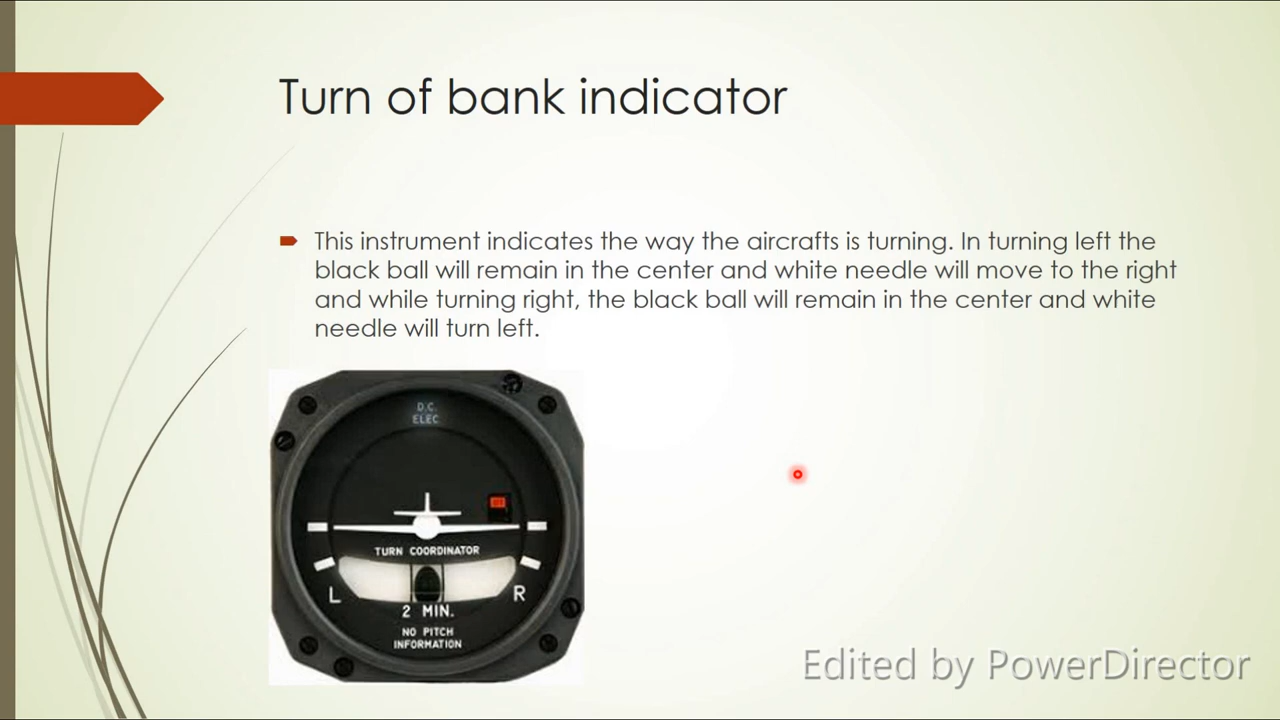 Turn of bank indicator
This instrument indicates the way the aircrafts is turning. In turning left the
black ball will remain in the center and white needle will move to the right
and while turning right, the black ball will remain in the center and white
needle will turn left.
D.C.
ELEC
TURN COORDINATOR
L R
2 MIN.
NO PITCH
INFORMATION
Edited by PowerDirector